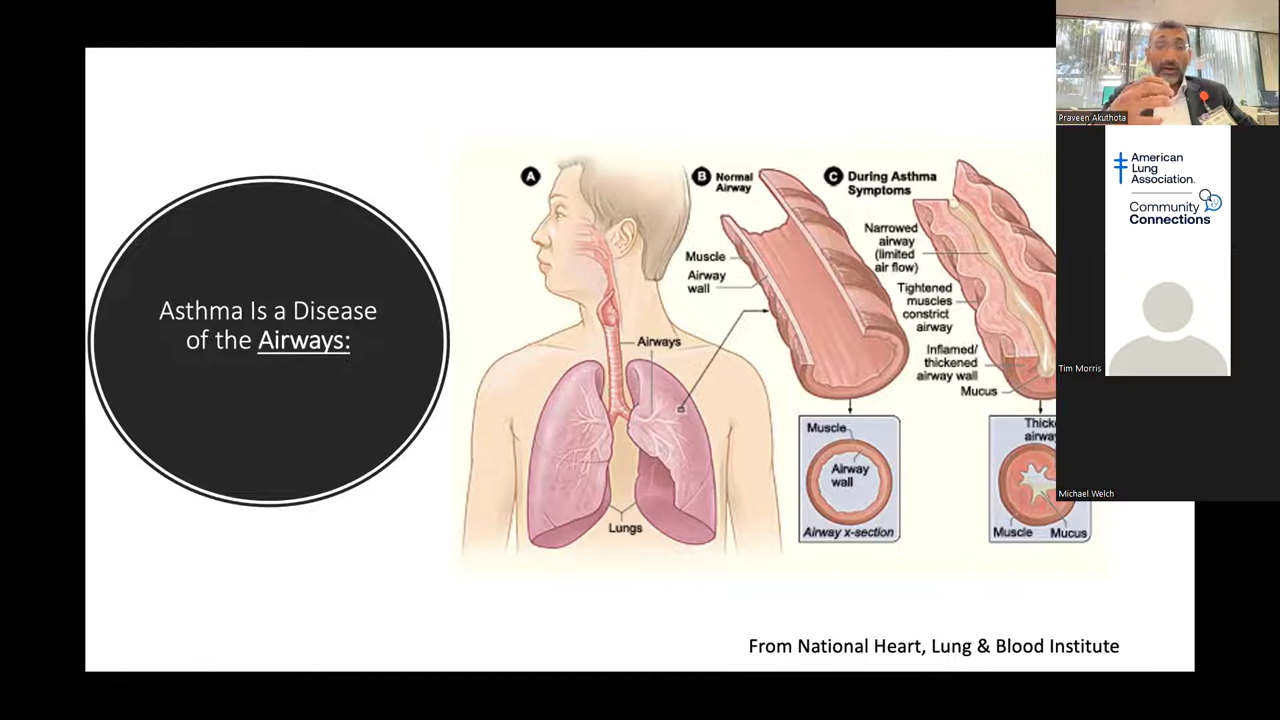 Asthma Is a Disease
of the Airways:
A
B Normal
Airway
C During Asthma
Symptoms
Muscle
Airway
wall
Narrowed
airway
(limited
air flow)
Tightened
muscles
constrict
airway
Inflamed/
thickened
airway wall
Mucus
Airways
Lungs
Muscle
Airway
wall
Airway x-section
Thick
airwa
Muscle
Mucus
From National Heart, Lung & Blood Institute
Praveen Akuthota
American
Lung
Association.
Community
Connections
Tim Morris
Michael Welch